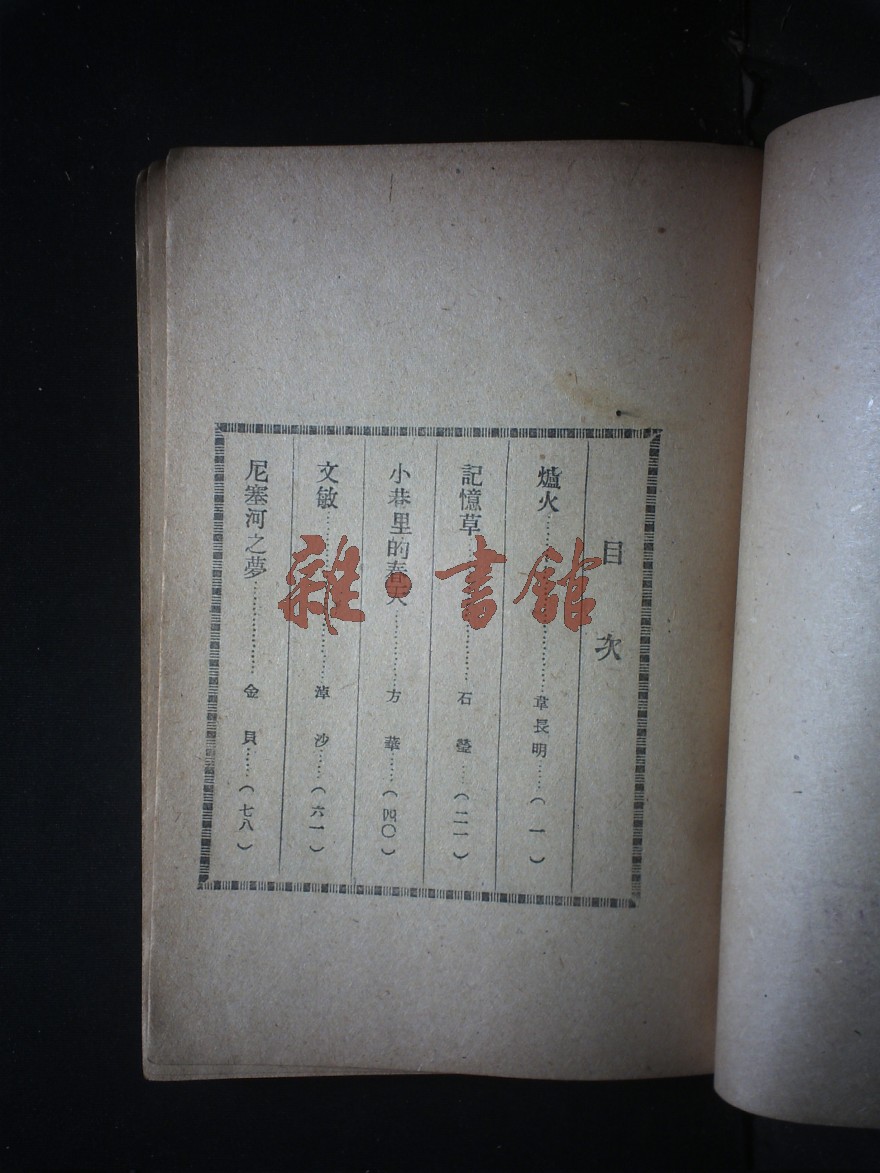 目次
爐火……韋長明……(一)
記憶草……石瑩……(二一)
小巷里的春天……方華……(四〇)
文敏……淖沙……(六一)
尼塞河之夢……金貝……(七八)
雜·書館